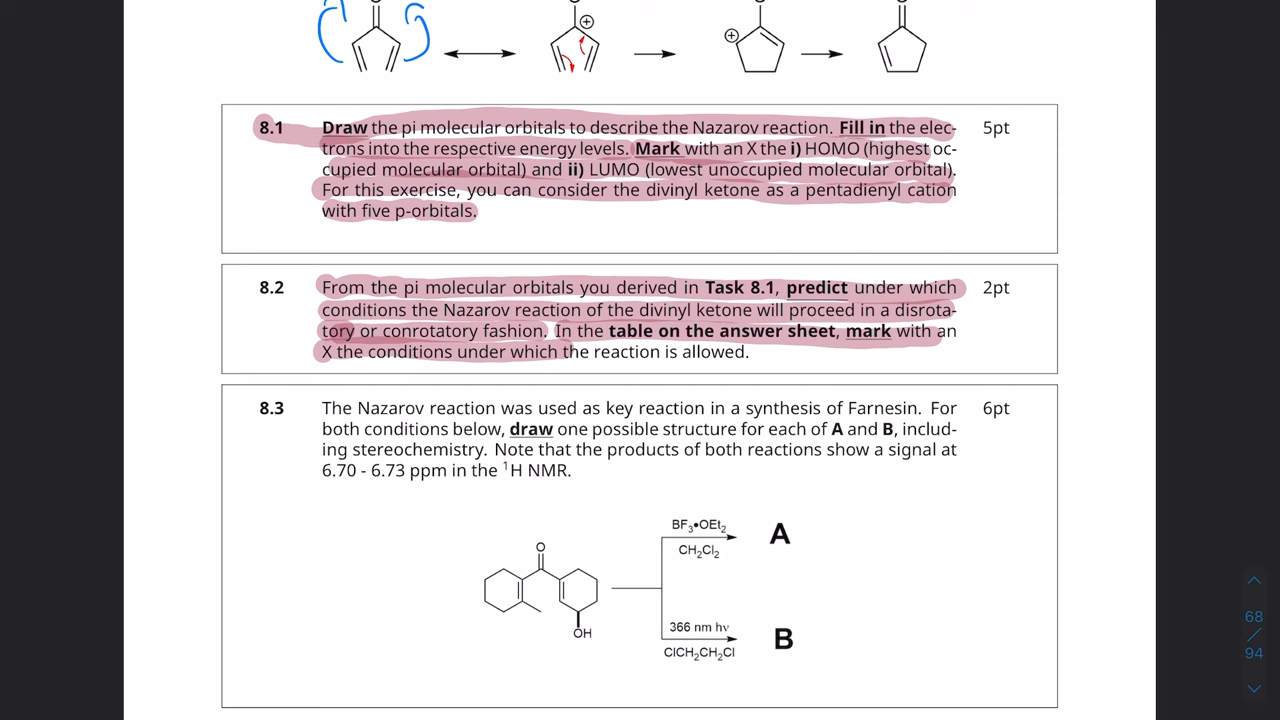 8.1 Draw the pi molecular orbitals to describe the Nazarov reaction. Fill in the elec- 5pt
trons into the respective energy levels. Mark with an X the i) HOMO (highest oc-
cupied molecular orbital) and ii) LUMO (lowest unoccupied molecular orbital).
For this exercise, you can consider the divinyl ketone as a pentadienyl cation
with five p-orbitals.
8.2 From the pi molecular orbitals you derived in Task 8.1, predict under which 2pt
conditions the Nazarov reaction of the divinyl ketone will proceed in a disrota-
tory or conrotatory fashion. In the table on the answer sheet, mark with an
X the conditions under which the reaction is allowed.
8.3 The Nazarov reaction was used as key reaction in a synthesis of Farnesin. For 6pt
both conditions below, draw one possible structure for each of A and B, includ-
ing stereochemistry. Note that the products of both reactions show a signal at
6.70 - 6.73 ppm in the ¹H NMR.
BF₃•OEt₂
A
O
CH₂Cl₂
68
/
366 nm hν
OH
B
94
ClCH₂CH₂Cl